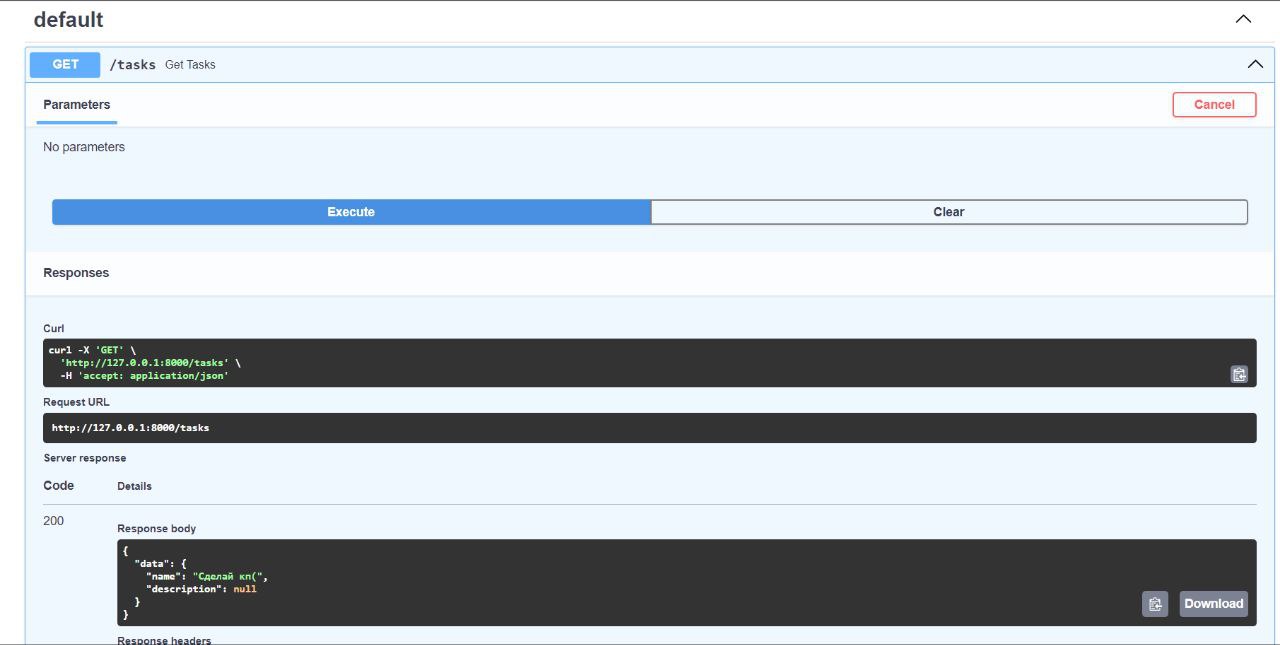 default
GET /tasks Get Tasks
Parameters Cancel
No parameters
Execute Clear
Responses
Curl
curl -X 'GET' \
'http://127.0.0.1:8000/tasks' \
-H 'accept: application/json'
Request URL
http://127.0.0.1:8000/tasks
Server response
Code Details
200
Response body
{
"data": {
"name": "Сделай кп(",
"description": null
}
}
Download
Response headers